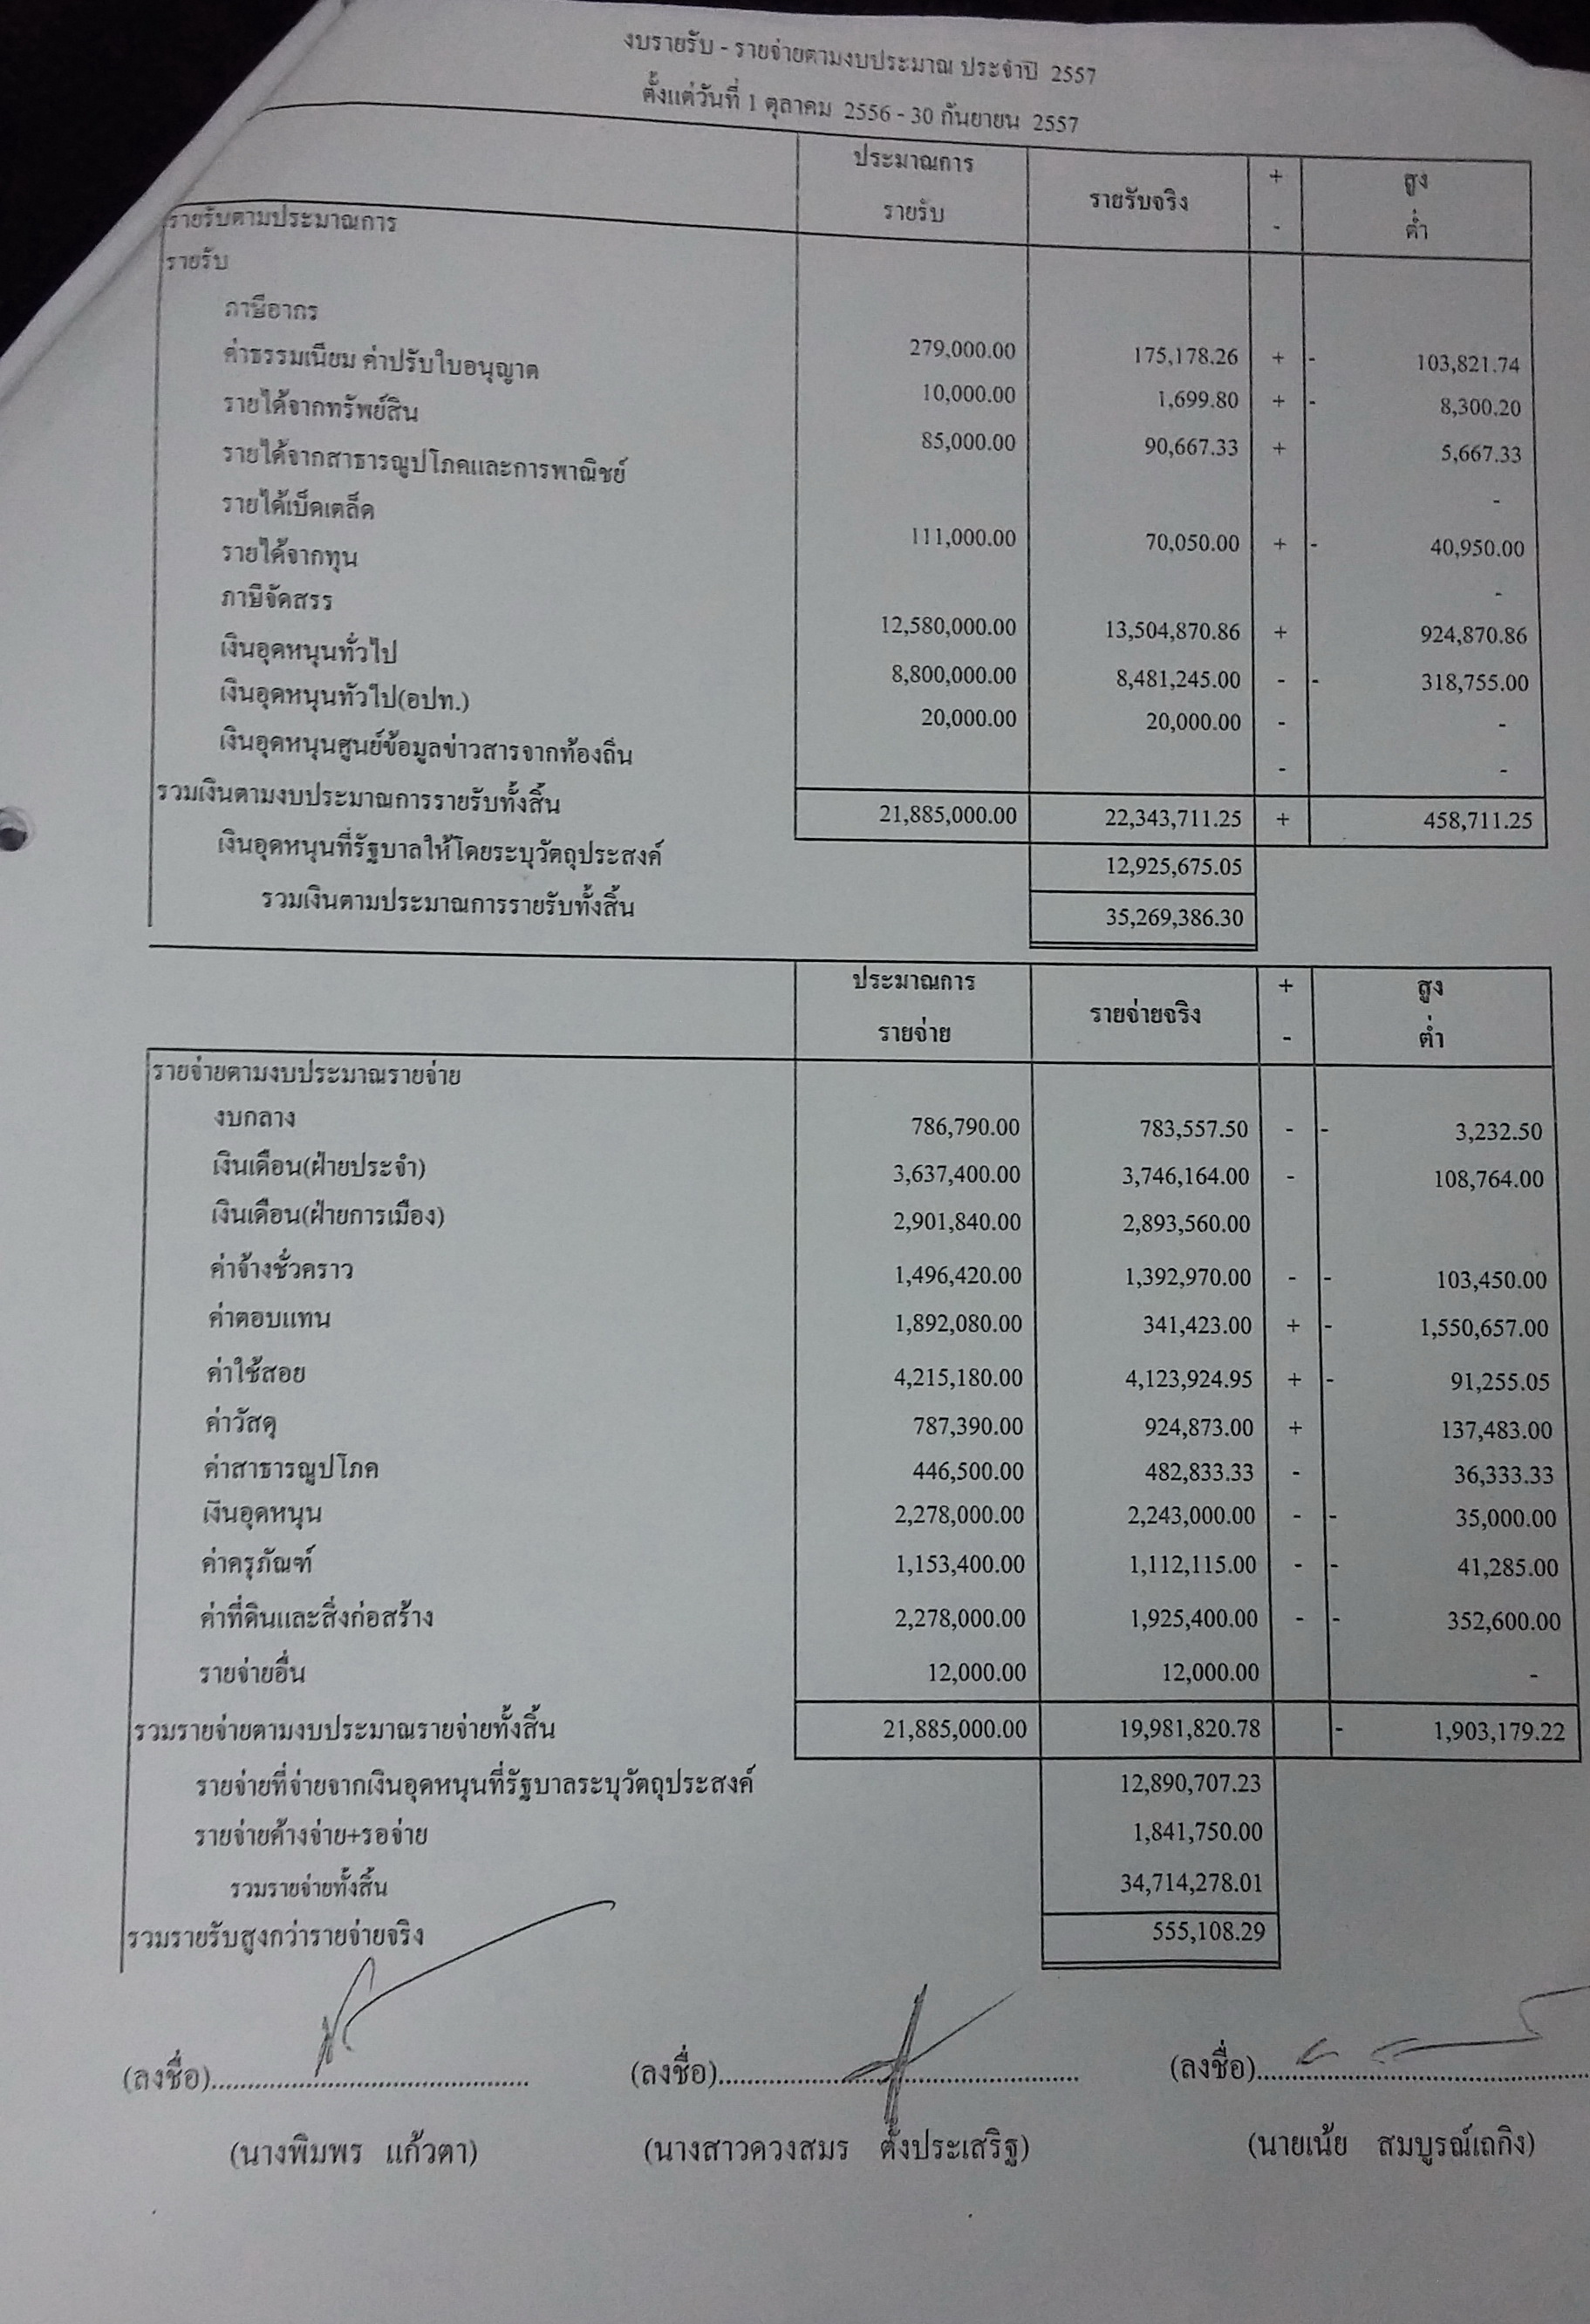 งบรายรับ - รายจ่ายตามงบประมาณ ประจำปี 2557
ตั้งแต่วันที่ 1 ตุลาคม 2556 - 30 กันยายน 2557
ประมาณการ + สูง
รายรับ รายรับจริง - ต่ำ
รายรับตามประมาณการ
รายรับ
ภาษีอากร 279,000.00 175,178.26 + - 103,821.74
ค่าธรรมเนียม ค่าปรับใบอนุญาต 10,000.00 1,699.80 + - 8,300.20
รายได้จากทรัพย์สิน 85,000.00 90,667.33 + 5,667.33
รายได้จากสาธารณูปโภคและการพาณิชย์ -
รายได้เบ็ดเตล็ด 111,000.00 70,050.00 + - 40,950.00
รายได้จากทุน -
ภาษีจัดสรร 12,580,000.00 13,504,870.86 + 924,870.86
เงินอุดหนุนทั่วไป 8,800,000.00 8,481,245.00 - - 318,755.00
เงินอุดหนุนทั่วไป(อปท.) 20,000.00 20,000.00 - -
เงินอุดหนุนศูนย์ข้อมูลข่าวสารจากท้องถิ่น - -
รวมเงินตามงบประมาณการรายรับทั้งสิ้น 21,885,000.00 22,343,711.25 + 458,711.25
เงินอุดหนุนที่รัฐบาลให้โดยระบุวัตถุประสงค์ 12,925,675.05
รวมเงินตามประมาณการรายรับทั้งสิ้น 35,269,386.30
ประมาณการ + สูง
รายจ่าย รายจ่ายจริง - ต่ำ
รายจ่ายตามงบประมาณรายจ่าย
งบกลาง 786,790.00 783,557.50 - - 3,232.50
เงินเดือน(ฝ่ายประจำ) 3,637,400.00 3,746,164.00 - 108,764.00
เงินเดือน(ฝ่ายการเมือง) 2,901,840.00 2,893,560.00
ค่าจ้างชั่วคราว 1,496,420.00 1,392,970.00 - - 103,450.00
ค่าตอบแทน 1,892,080.00 341,423.00 + - 1,550,657.00
ค่าใช้สอย 4,215,180.00 4,123,924.95 + - 91,255.05
ค่าวัสดุ 787,390.00 924,873.00 + 137,483.00
ค่าสาธารณูปโภค 446,500.00 482,833.33 - 36,333.33
เงินอุดหนุน 2,278,000.00 2,243,000.00 - - 35,000.00
ค่าครุภัณฑ์ 1,153,400.00 1,112,115.00 - - 41,285.00
ค่าที่ดินและสิ่งก่อสร้าง 2,278,000.00 1,925,400.00 - - 352,600.00
รายจ่ายอื่น 12,000.00 12,000.00 -
รวมรายจ่ายตามงบประมาณรายจ่ายทั้งสิ้น 21,885,000.00 19,981,820.78 - 1,903,179.22
รายจ่ายที่จ่ายจากเงินอุดหนุนที่รัฐบาลระบุวัตถุประสงค์ 12,890,707.23
รายจ่ายค้างจ่าย+รอจ่าย 1,841,750.00
รวมรายจ่ายทั้งสิ้น 34,714,278.01
รวมรายรับสูงกว่ารายจ่ายจริง 555,108.29
(ลงชื่อ)............................................ (ลงชื่อ)................................................. (ลงชื่อ)..............................................
(นางพิมพร แก้วตา) (นางสาวดวงสมร ตั้งประเสริฐ) (นายเน้ย สมบูรณ์เถกิง)